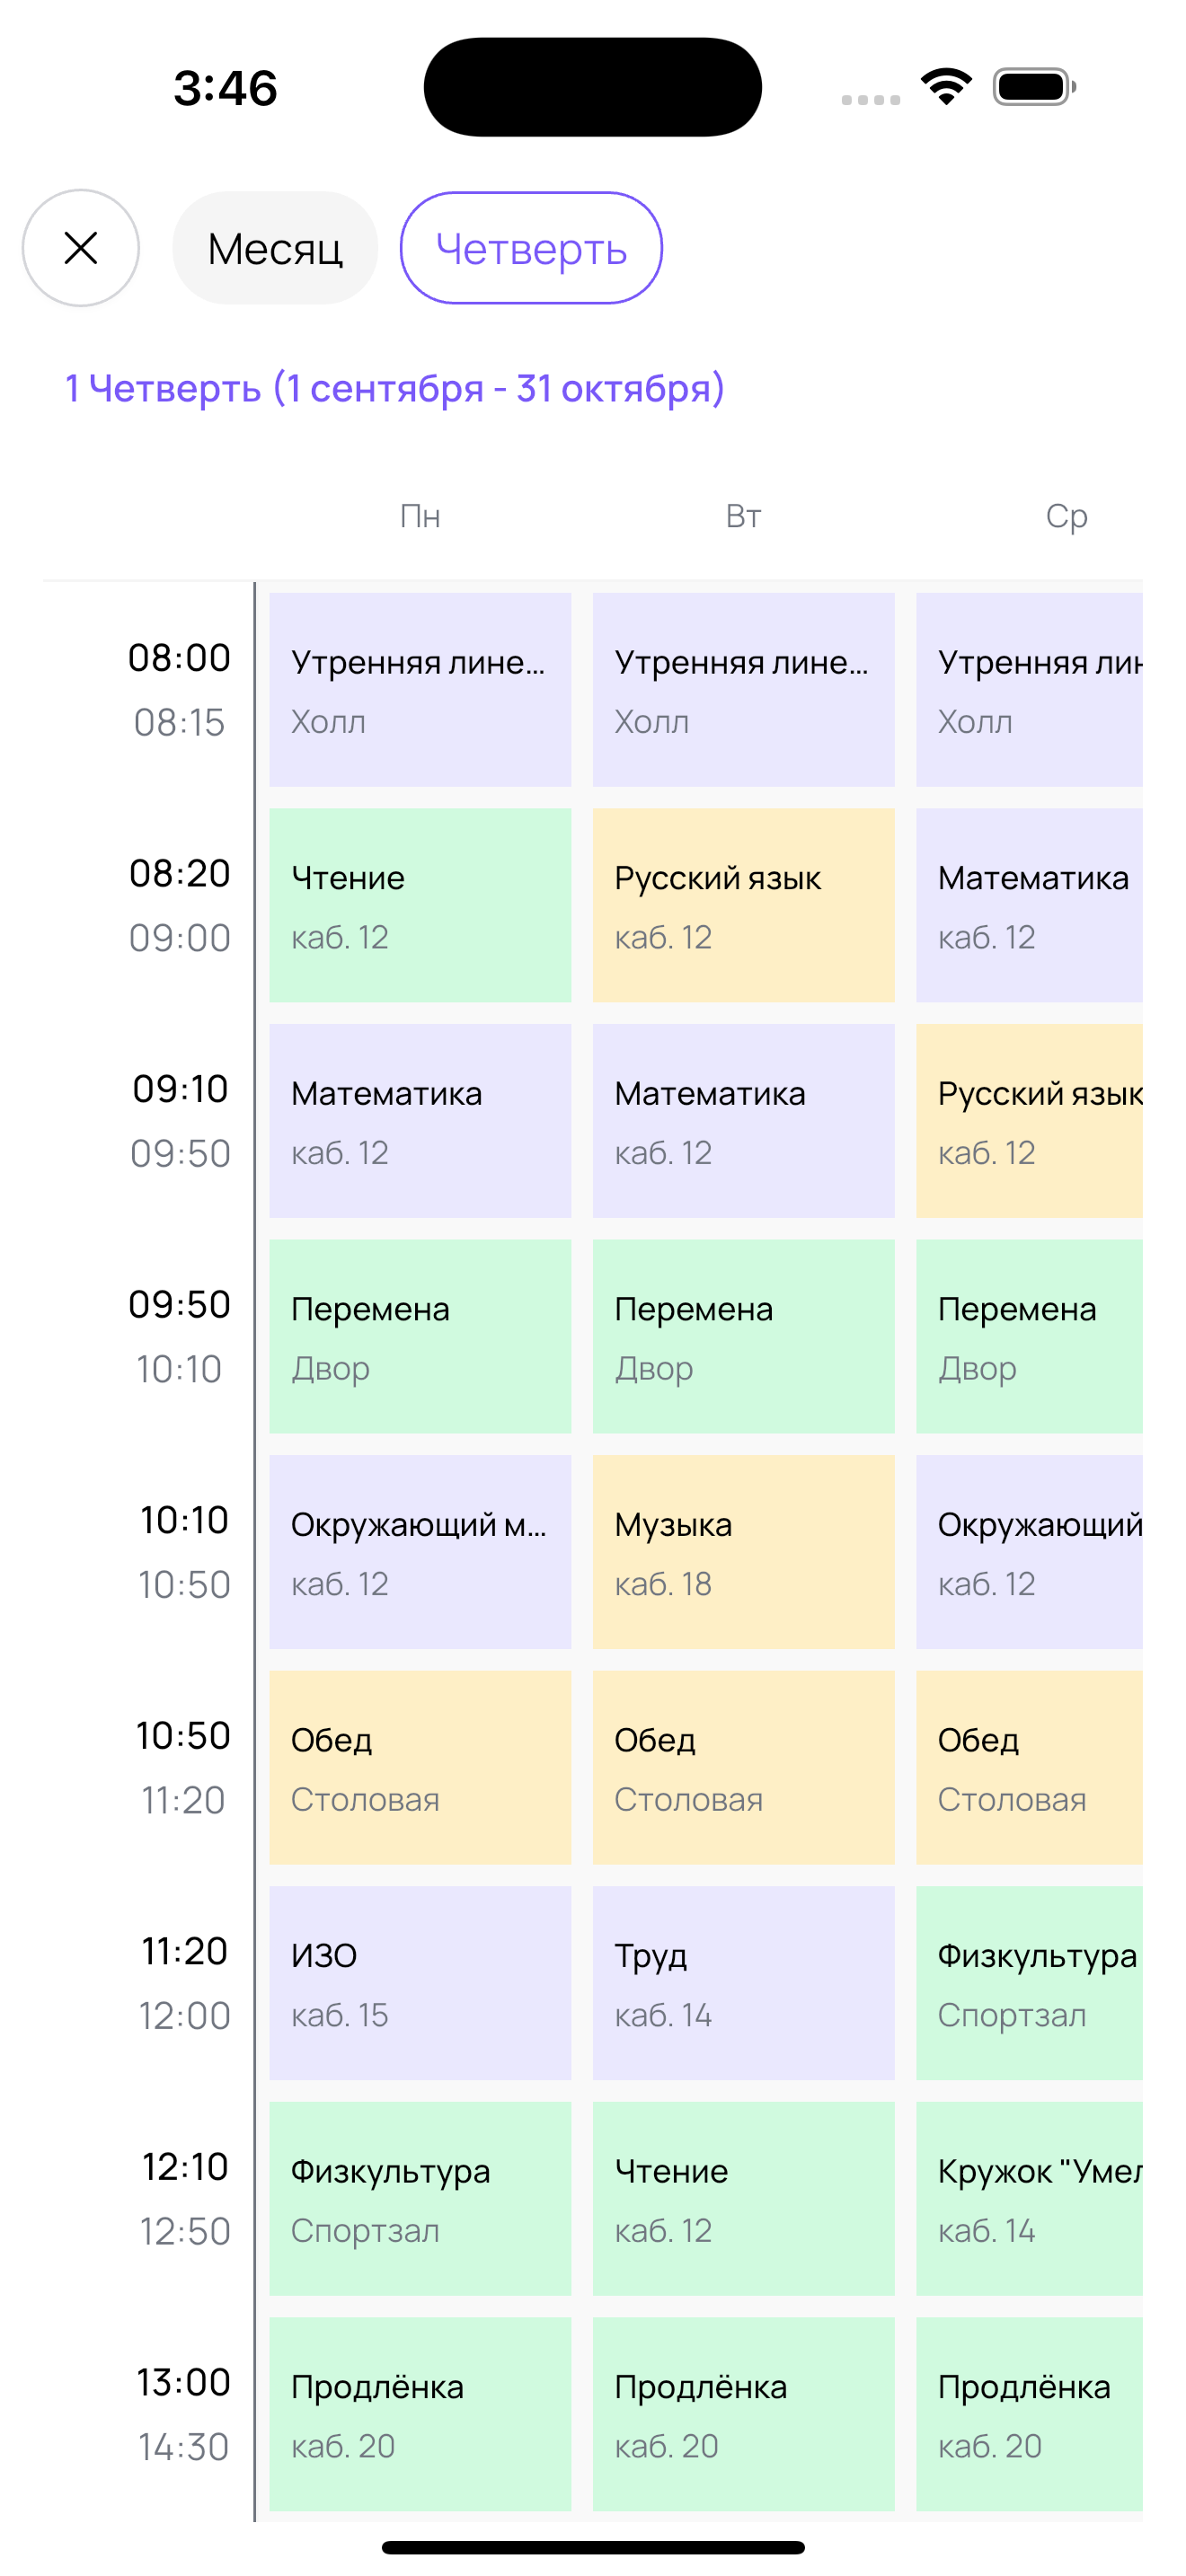 3:46
Месяц Четверть
1 Четверть (1 сентября - 31 октября)
Пн Вт Ср
08:00 Утренняя лине... Утренняя лине... Утренняя лин
08:15 Холл Холл Холл
08:20 Чтение Русский язык Математика
09:00 каб. 12 каб. 12 каб. 12
09:10 Математика Математика Русский язык
09:50 каб. 12 каб. 12 каб. 12
09:50 Перемена Перемена Перемена
10:10 Двор Двор Двор
10:10 Окружающий м... Музыка Окружающий
10:50 каб. 12 каб. 18 каб. 12
10:50 Обед Обед Обед
11:20 Столовая Столовая Столовая
11:20 ИЗО Труд Физкультура
12:00 каб. 15 каб. 14 Спортзал
12:10 Физкультура Чтение Кружок "Умел
12:50 Спортзал каб. 12 каб. 14
13:00 Продлёнка Продлёнка Продлёнка
14:30 каб. 20 каб. 20 каб. 20